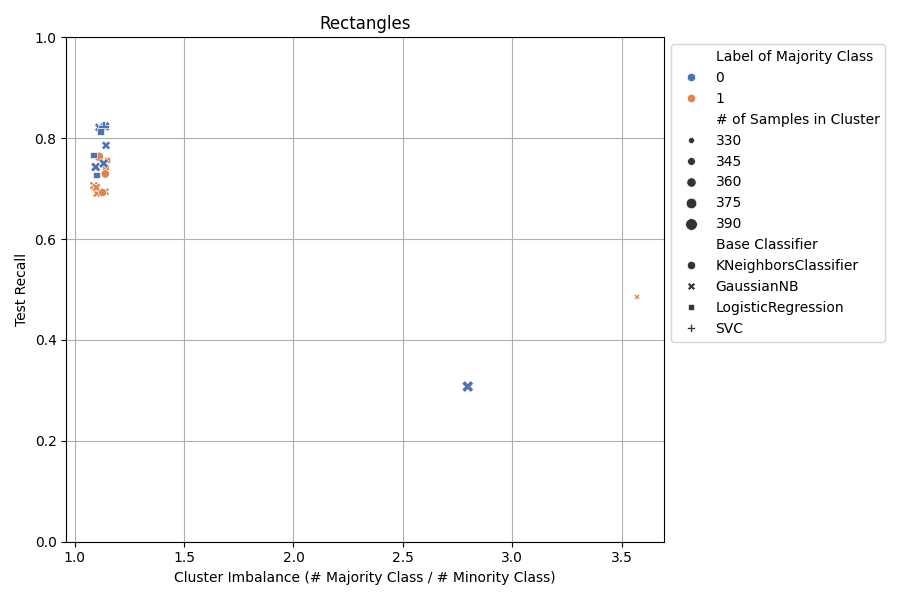 Rectangles
1.0
0.8
0.6
0.4
0.2
0.0
Test Recall
1.0
1.5
2.0
2.5
3.0
3.5
Cluster Imbalance (# Majority Class / # Minority Class)
Label of Majority Class
0
1
# of Samples in Cluster
330
345
360
375
390
Base Classifier
KNeighborsClassifier
GaussianNB
LogisticRegression
SVC